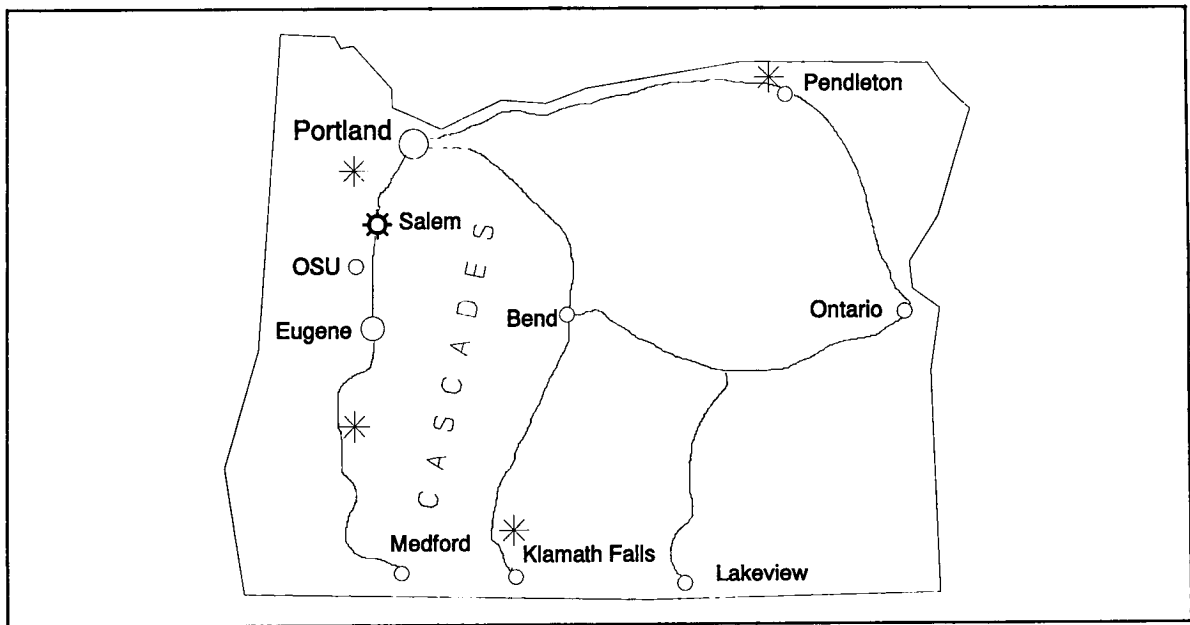 Pendleton
Portland
Salem
OSU
CASCADES
Bend
Ontario
Eugene
Medford
Klamath Falls
Lakeview